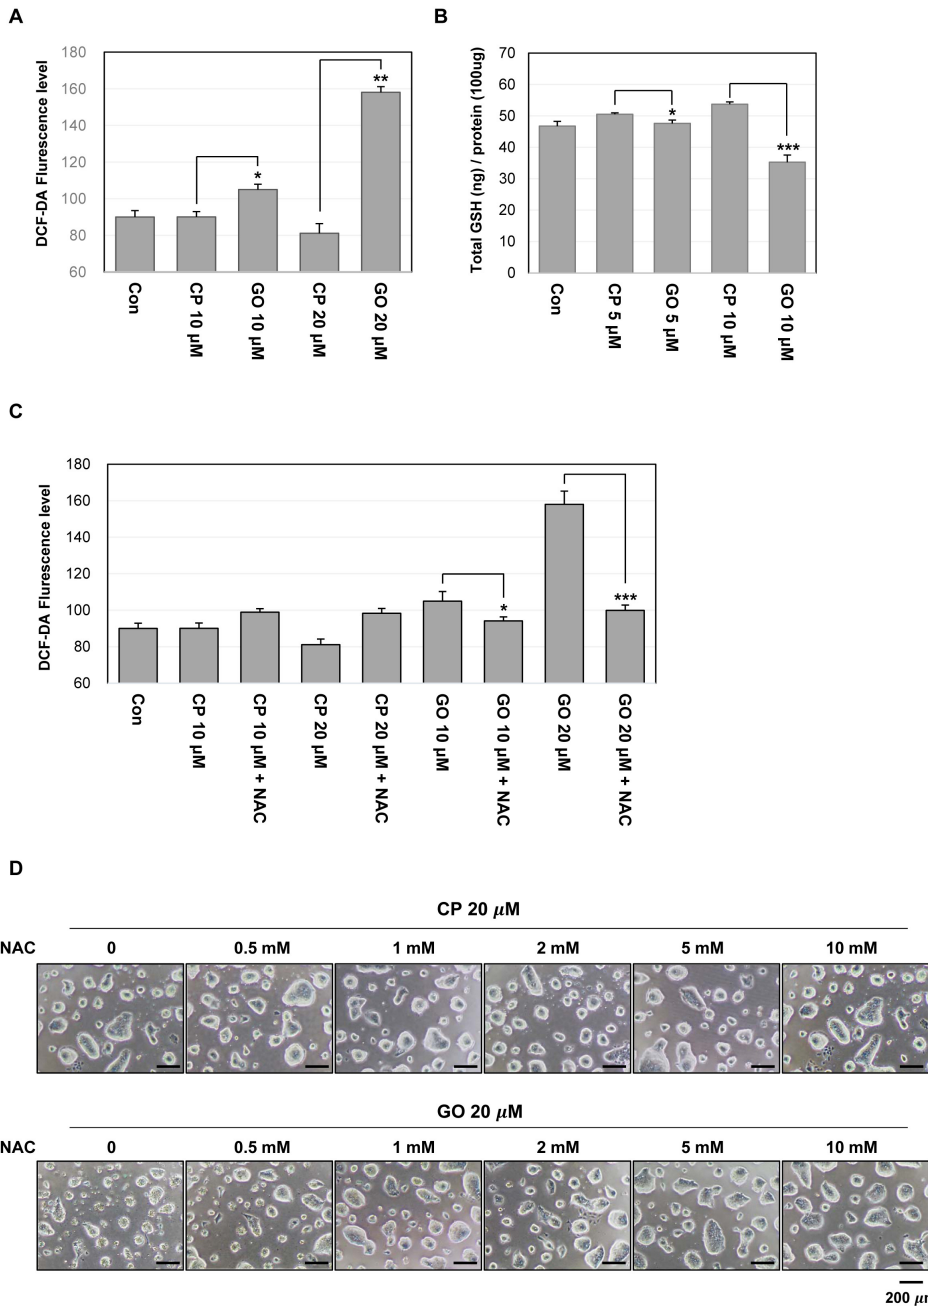 A
DCF-DA Flurescence level
180
160
140
120
100
80
60
*
**
Con
CP 10 µM
GO 10 µM
CP 20 µM
GO 20 µM
B
Total GSH (ng) / protein (100ug)
70
60
50
40
30
20
10
0
*
***
Con
CP 5 µM
GO 5 µM
CP 10 µM
GO 10 µM
C
DCF-DA Flurescence level
180
160
140
120
100
80
60
*
***
Con
CP 10 µM
CP 10 µM + NAC
CP 20 µM
CP 20 µM + NAC
GO 10 µM
GO 10 µM + NAC
GO 20 µM
GO 20 µM + NAC
D
CP 20 µM
NAC 0 0.5 mM 1 mM 2 mM 5 mM 10 mM
GO 20 µM
NAC 0 0.5 mM 1 mM 2 mM 5 mM 10 mM
200